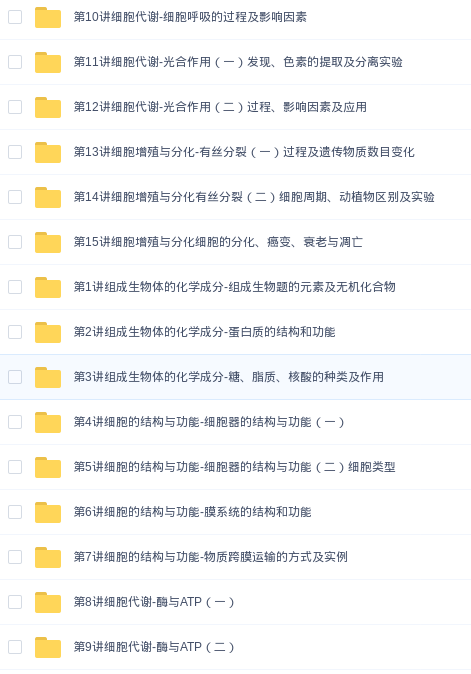 第10讲细胞代谢-细胞呼吸的过程及影响因素
第11讲细胞代谢-光合作用（一）发现、色素的提取及分离实验
第12讲细胞代谢-光合作用（二）过程、影响因素及应用
第13讲细胞增殖与分化-有丝分裂（一）过程及遗传物质数目变化
第14讲细胞增殖与分化有丝分裂（二）细胞周期、动植物区别及实验
第15讲细胞增殖与分化细胞的分化、癌变、衰老与凋亡
第1讲组成生物体的化学成分-组成生物题的元素及无机化合物
第2讲组成生物体的化学成分-蛋白质的结构和功能
第3讲组成生物体的化学成分-糖、脂质、核酸的种类及作用
第4讲细胞的结构与功能-细胞器的结构与功能（一）
第5讲细胞的结构与功能-细胞器的结构与功能（二）细胞类型
第6讲细胞的结构与功能-膜系统的结构和功能
第7讲细胞的结构与功能-物质跨膜运输的方式及实例
第8讲细胞代谢-酶与ATP（一）
第9讲细胞代谢-酶与ATP（二）